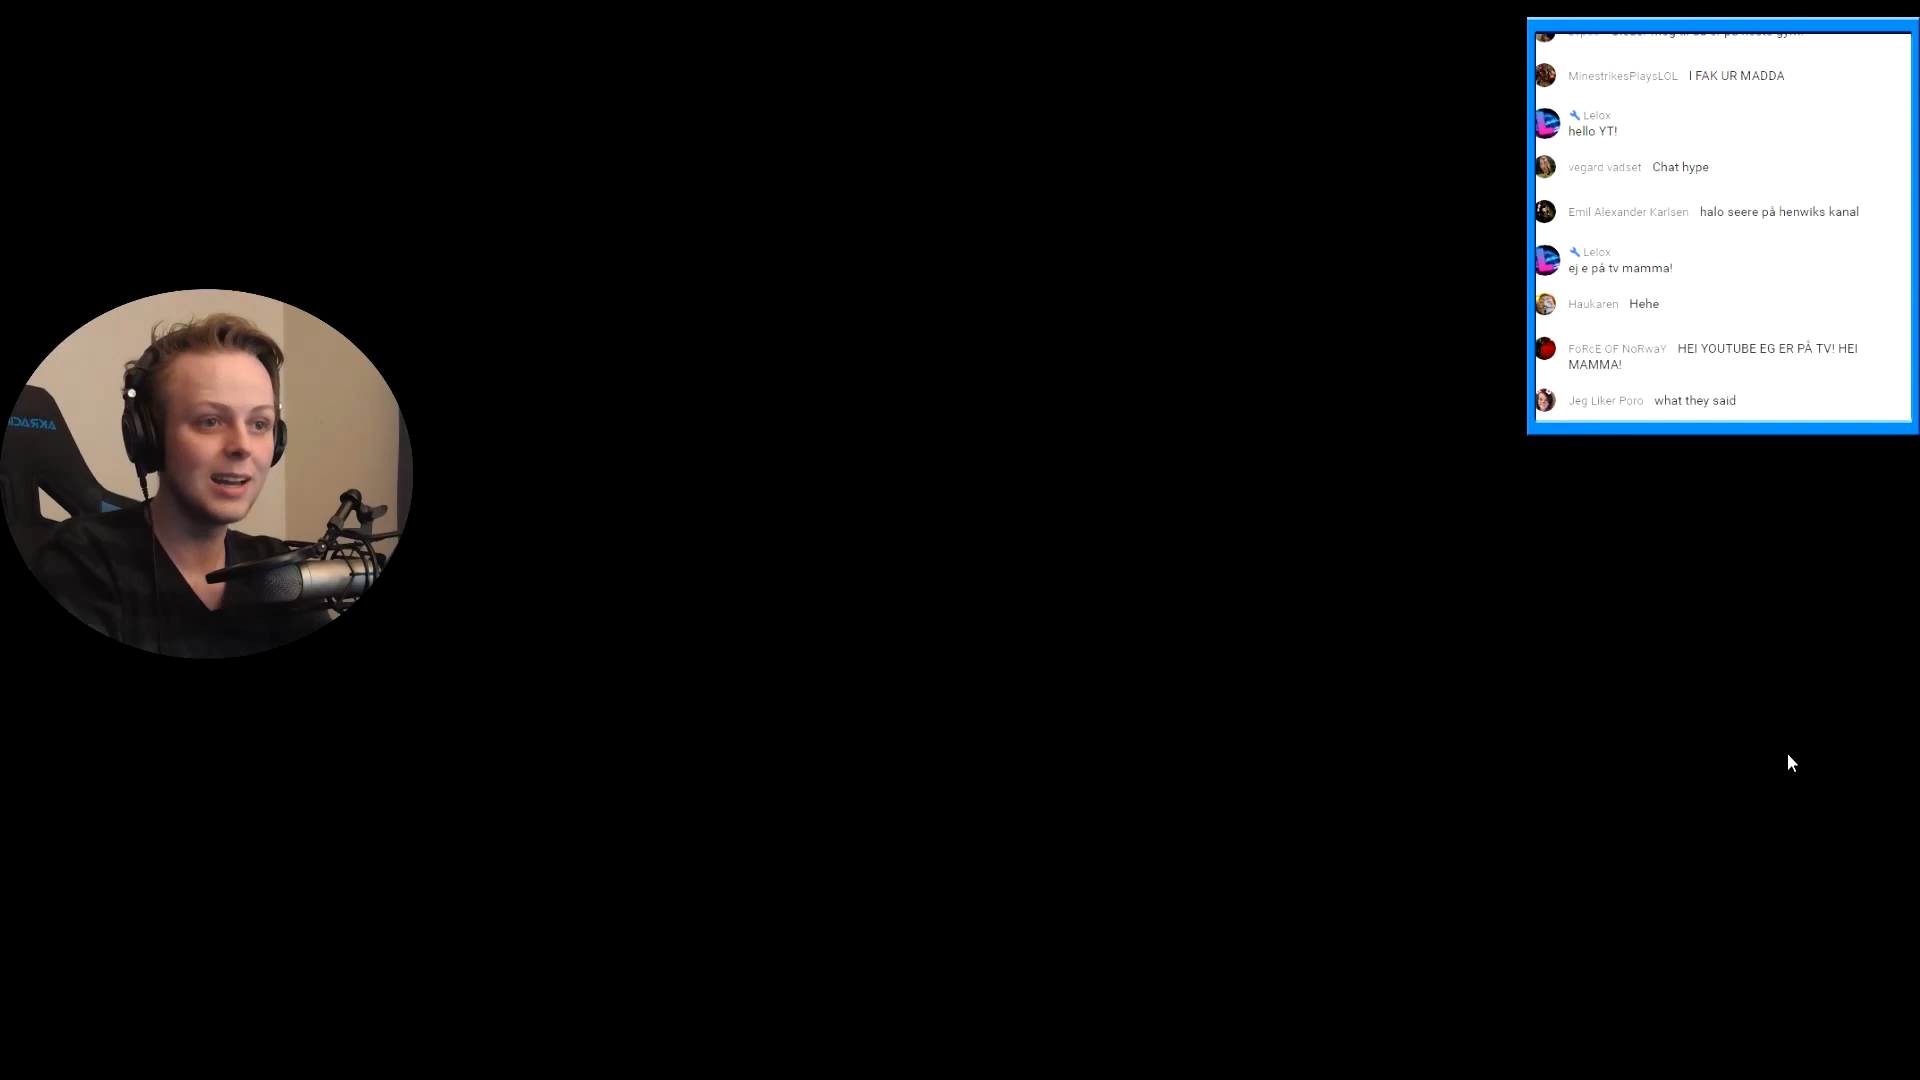 MinestrikesPlaysLOL I FAK UR MADDA
Lelox
hello YT!
vegard vadset Chat hype
Emil Alexander Karlsen halo seere på henwiks kanal
Lelox
ej e på tv mamma!
Haukaren Hehe
FoRcE OF NoRwaY HEI YOUTUBE EG ER PÅ TV! HEI
MAMMA!
Jeg Liker Poro what they said